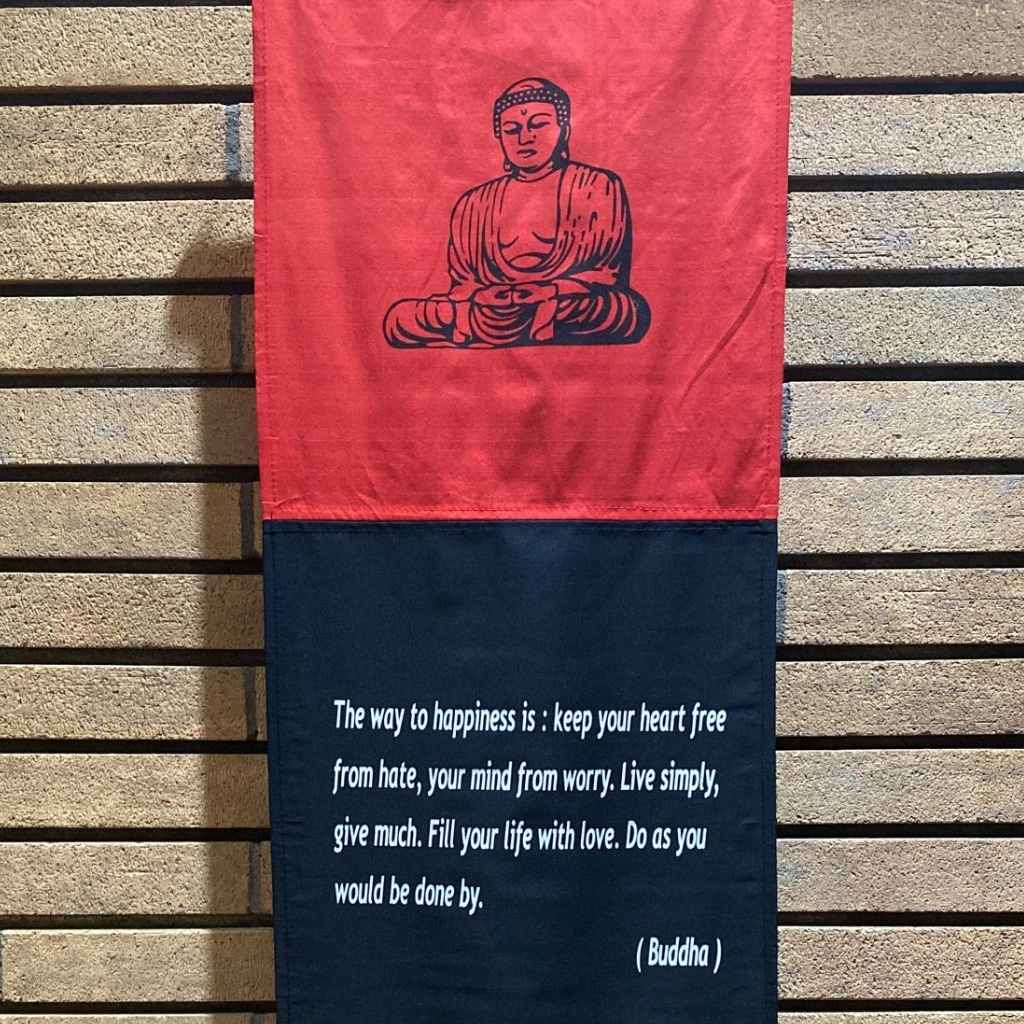 The way to happiness is : keep your heart free
from hate, your mind from worry. Live simply,
give much. Fill your life with love. Do as you
would be done by.
( Buddha )